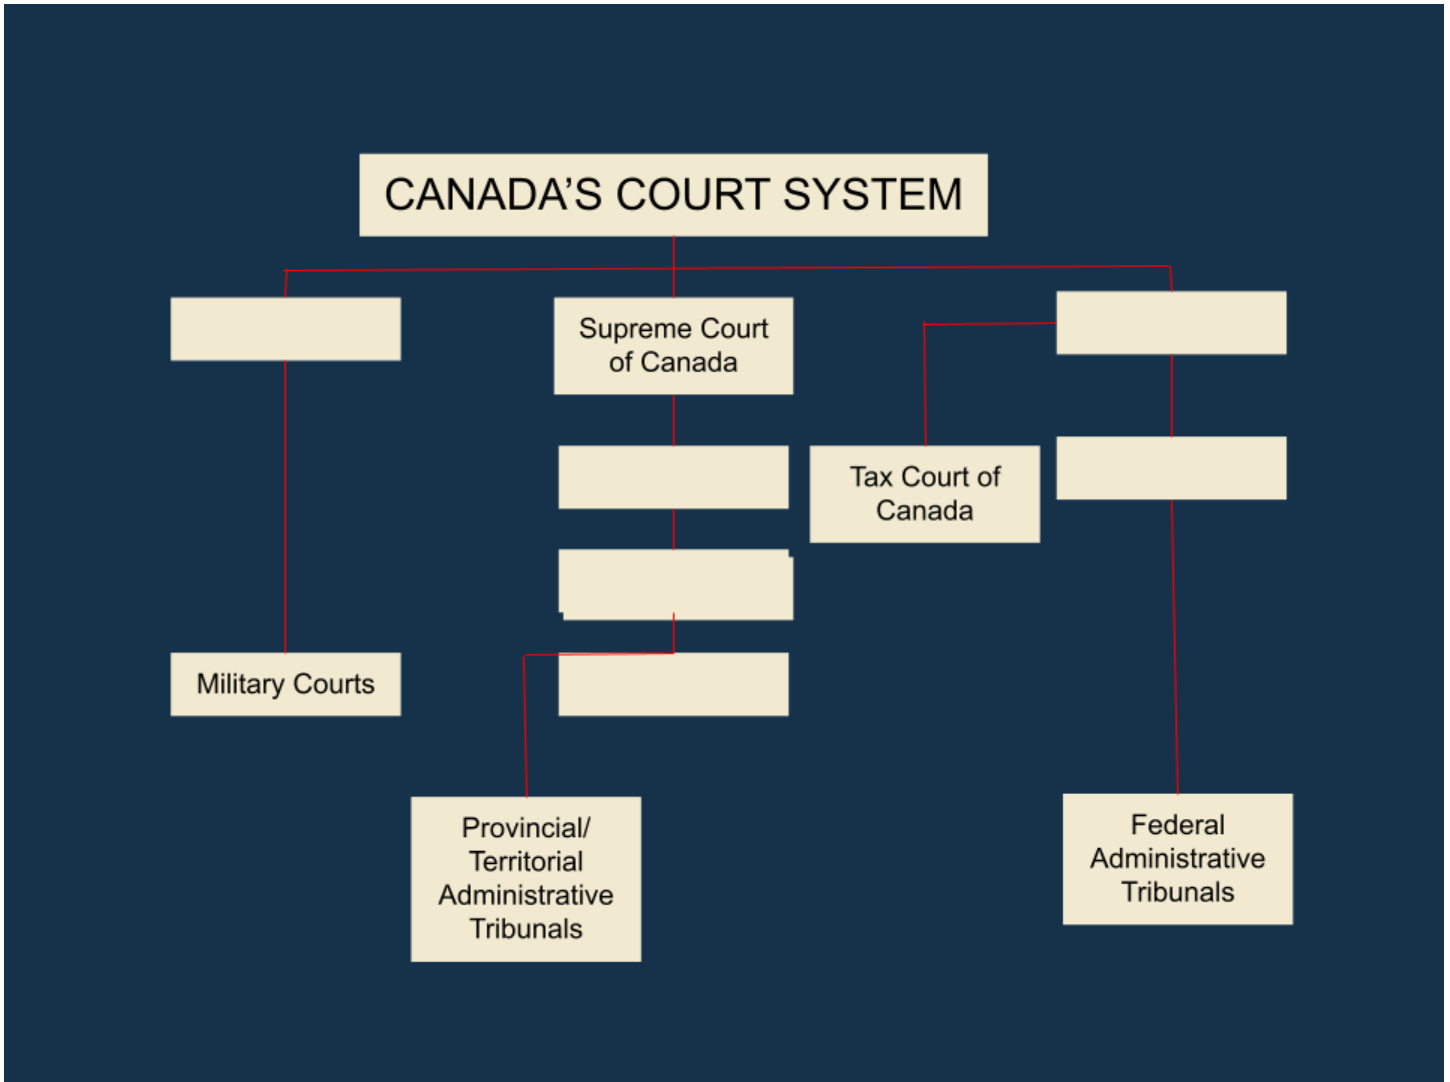 CANADA’S COURT SYSTEM
Supreme Court
of Canada
Tax Court of
Canada
Military Courts
Provincial/
Territorial
Administrative
Tribunals
Federal
Administrative
Tribunals